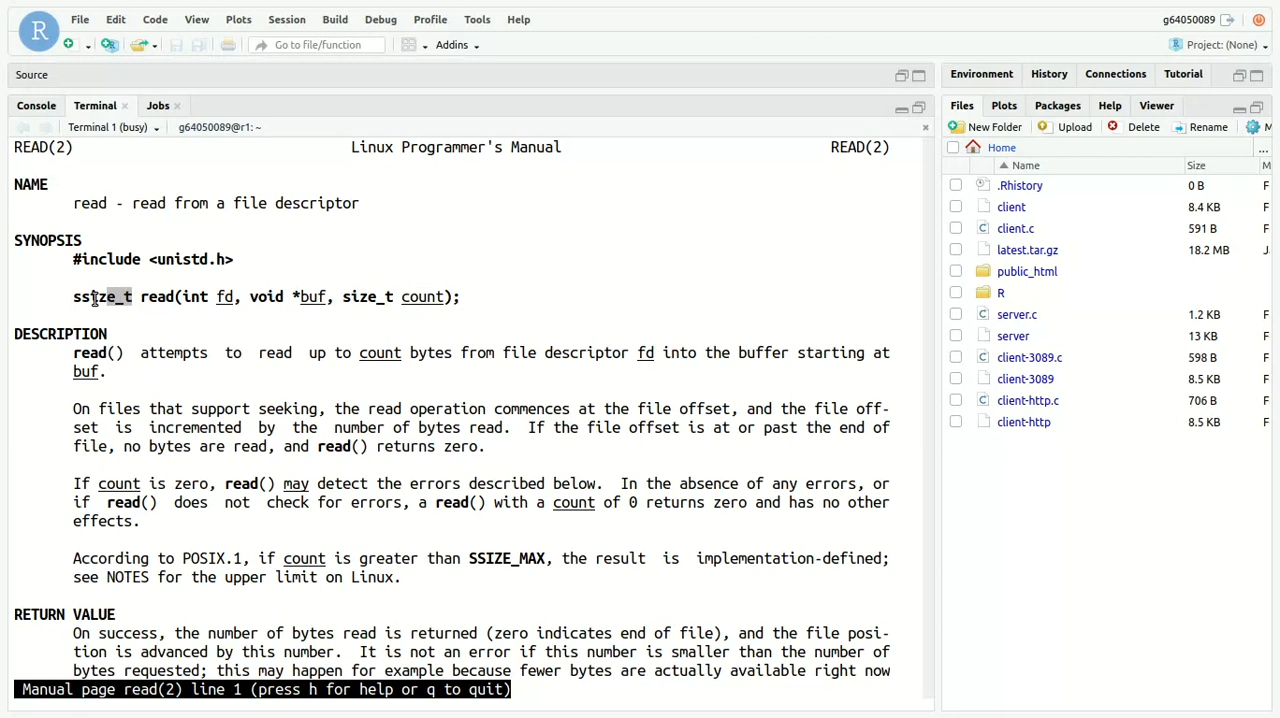 R
File Edit Code View Plots Session Build Debug Profile Tools Help
g64050089
Go to file/function
Addins
Project: (None)
Source
Environment History Connections Tutorial
Console Terminal Jobs
Files Plots Packages Help Viewer
Terminal 1 (busy) g64050089@r1: ~
New Folder Upload Delete Rename M
Home ...
Name Size M
.Rhistory 0 B F
client 8.4 KB F
client.c 591 B F
latest.tar.gz 18.2 MB J
public_html F
R F
server.c 1.2 KB F
server 13 KB F
client-3089.c 598 B F
client-3089 8.5 KB F
client-http.c 706 B F
client-http 8.5 KB F
READ(2) Linux Programmer's Manual READ(2)
NAME
read - read from a file descriptor
SYNOPSIS
#include <unistd.h>
ssize_t read(int fd, void *buf, size_t count);
DESCRIPTION
read() attempts to read up to count bytes from file descriptor fd into the buffer starting at
buf.
On files that support seeking, the read operation commences at the file offset, and the file off-
set is incremented by the number of bytes read. If the file offset is at or past the end of
file, no bytes are read, and read() returns zero.
If count is zero, read() may detect the errors described below. In the absence of any errors, or
if read() does not check for errors, a read() with a count of 0 returns zero and has no other
effects.
According to POSIX.1, if count is greater than SSIZE_MAX, the result is implementation-defined;
see NOTES for the upper limit on Linux.
RETURN VALUE
On success, the number of bytes read is returned (zero indicates end of file), and the file posi-
tion is advanced by this number. It is not an error if this number is smaller than the number of
bytes requested; this may happen for example because fewer bytes are actually available right now
Manual page read(2) line 1 (press h for help or q to quit)